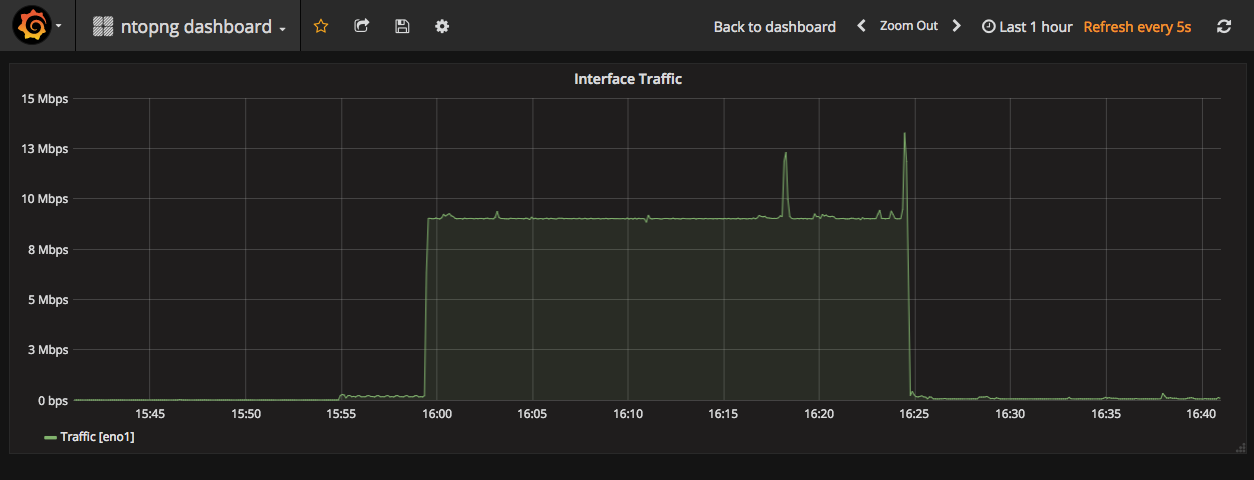 ntopng dashboard
Back to dashboard Zoom Out Last 1 hour Refresh every 5s
Interface Traffic
15 Mbps
13 Mbps
10 Mbps
8 Mbps
5 Mbps
3 Mbps
0 bps
15:45 15:50 15:55 16:00 16:05 16:10 16:15 16:20 16:25 16:30 16:35 16:40
Traffic [eno1]